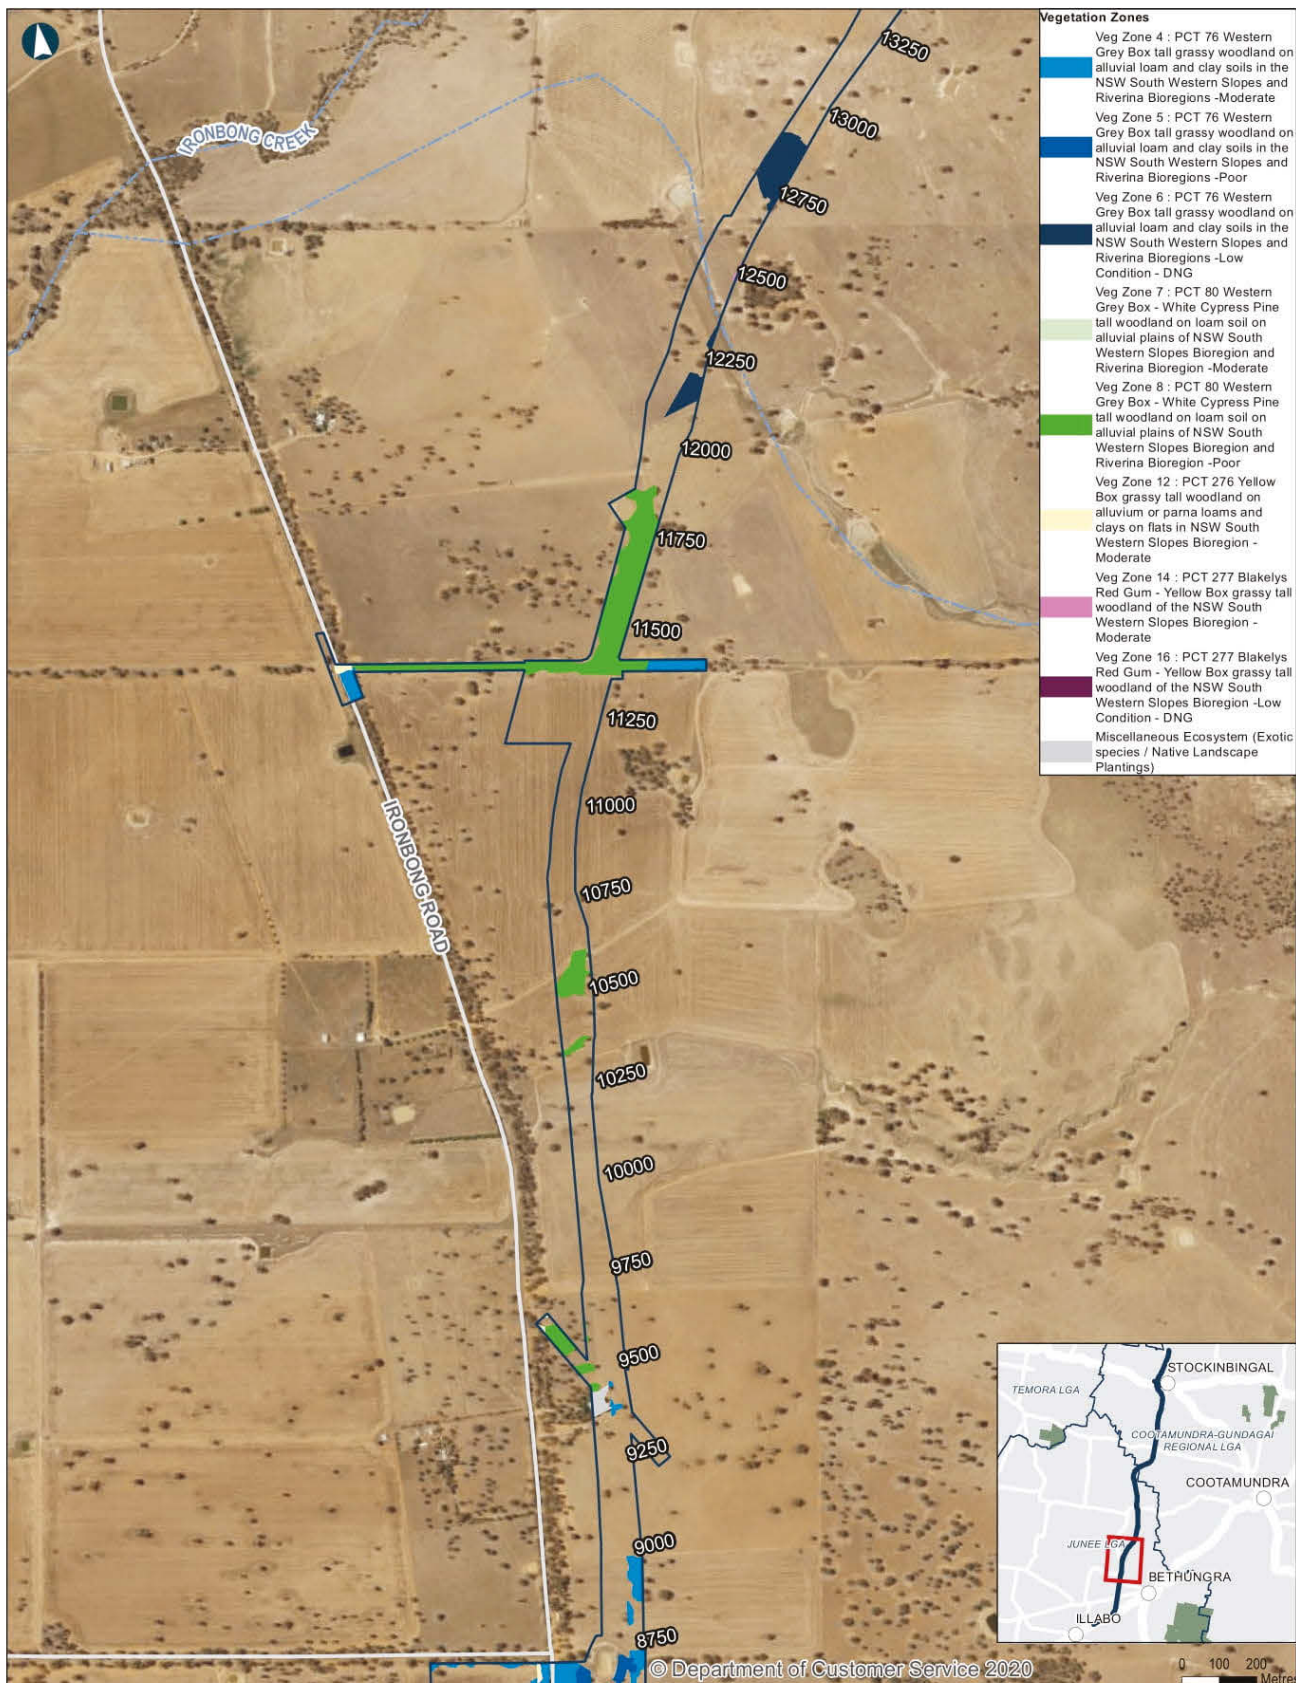 Vegetation Zones
Veg Zone 4 : PCT 76 Western
Grey Box tall grassy woodland on
alluvial loam and clay soils in the
NSW South Western Slopes and
Riverina Bioregions -Moderate
Veg Zone 5 : PCT 76 Western
Grey Box tall grassy woodland on
alluvial loam and clay soils in the
NSW South Western Slopes and
Riverina Bioregions -Poor
Veg Zone 6 : PCT 76 Western
Grey Box tall grassy woodland on
alluvial loam and clay soils in the
NSW South Western Slopes and
Riverina Bioregions -Low
Condition - DNG
Veg Zone 7 : PCT 80 Western
Grey Box - White Cypress Pine
tall woodland on loam soil on
alluvial plains of NSW South
Western Slopes Bioregion and
Riverina Bioregion -Moderate
Veg Zone 8 : PCT 80 Western
Grey Box - White Cypress Pine
tall woodland on loam soil on
alluvial plains of NSW South
Western Slopes Bioregion and
Riverina Bioregion -Poor
Veg Zone 12 : PCT 276 Yellow
Box grassy tall woodland on
alluvium or parna loams and
clays on flats in NSW South
Western Slopes Bioregion -
Moderate
Veg Zone 14 : PCT 277 Blakelys
Red Gum - Yellow Box grassy tall
woodland of the NSW South
Western Slopes Bioregion -
Moderate
Veg Zone 16 : PCT 277 Blakelys
Red Gum - Yellow Box grassy tall
woodland of the NSW South
Western Slopes Bioregion -Low
Condition - DNG
Miscellaneous Ecosystem (Exotic
species / Native Landscape
Plantings)
IRONBONG CREEK
13250
13000
12750
12500
12250
12000
11750
11500
11250
11000
IRONBONG ROAD
10750
10500
10250
10000
9750
9500
9250
9000
8750
STOCKINBINGAL
TEMORA LGA
COOTAMUNDRA-GUNDAGAI
REGIONAL LGA
COOTAMUNDRA
JUNEE LGA
BETHUNGRA
ILLABO
© Department of Customer Service 2020
0 100 200
Metres